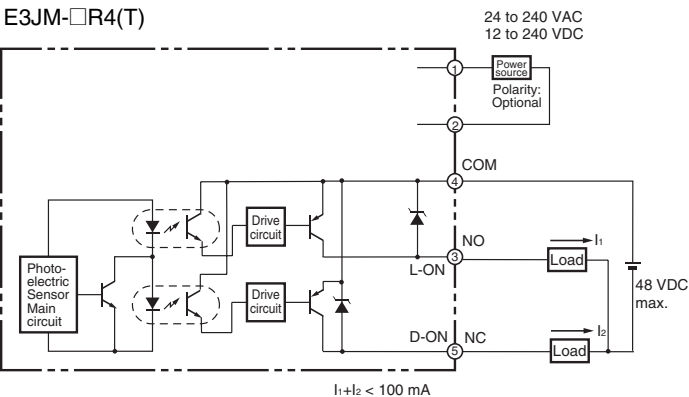 E3JM-□R4(T)
24 to 240 VAC
12 to 240 VDC
1
Power
source
Polarity:
Optional
2
COM
4
Drive
circuit
NO
3
L-ON
I₁
Load
Photo-
electric
Sensor
Main
circuit
48 VDC
max.
Drive
circuit
D-ON
NC
5
I₂
Load
I₁+I₂ < 100 mA